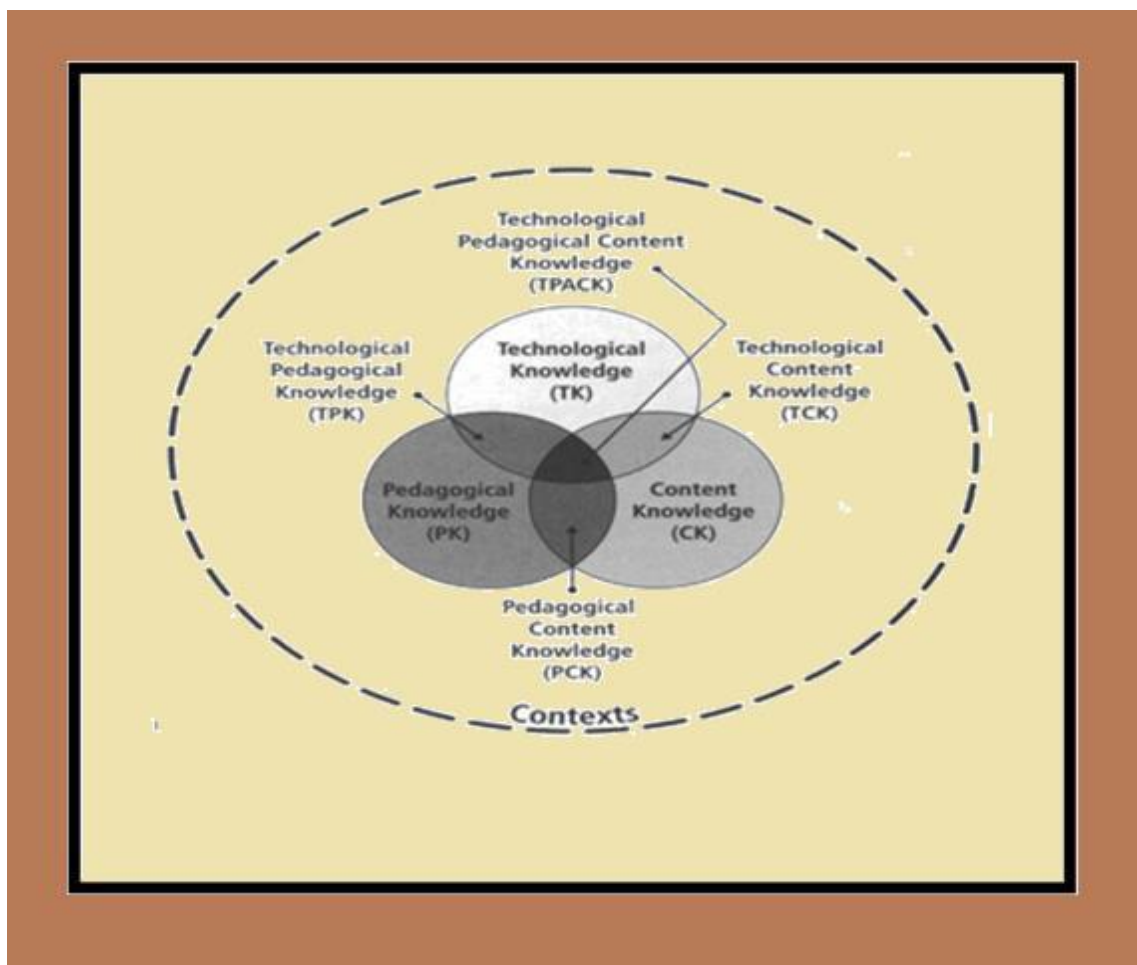 Technological
Pedagogical Content
Knowledge
(TPACK)
Technological
Pedagogical
Knowledge
(TPK)
Technological
Knowledge
(TK)
Technological
Content
Knowledge
(TCK)
Pedagogical
Knowledge
(PK)
Content
Knowledge
(CK)
Pedagogical
Content
Knowledge
(PCK)
Contexts